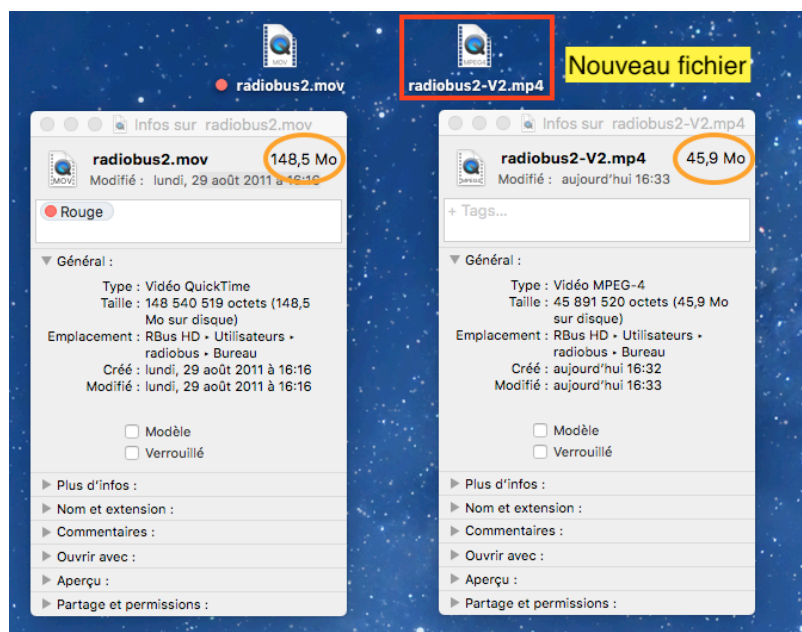 MOV
MPEG4
radiobus2.mov
radiobus2-V2.mp4
Nouveau fichier
Infos sur radiobus2.mov
MOV
radiobus2.mov
148,5 Mo
Modifié : lundi, 29 août 2011 à 16:16
Rouge
Général :
Type : Vidéo QuickTime
Taille : 148 540 519 octets (148,5
Mo sur disque)
Emplacement : RBus HD ▸ Utilisateurs ▸
radiobus ▸ Bureau
Créé : lundi, 29 août 2011 à 16:16
Modifié : lundi, 29 août 2011 à 16:16
Modèle
Verrouillé
Plus d'infos :
Nom et extension :
Commentaires :
Ouvrir avec :
Aperçu :
Partage et permissions :
Infos sur radiobus2-V2.mp4
MPEG4
radiobus2-V2.mp4
45,9 Mo
Modifié : aujourd'hui 16:33
+ Tags...
Général :
Type : Vidéo MPEG-4
Taille : 45 891 520 octets (45,9 Mo
sur disque)
Emplacement : RBus HD ▸ Utilisateurs ▸
radiobus ▸ Bureau
Créé : aujourd'hui 16:32
Modifié : aujourd'hui 16:33
Modèle
Verrouillé
Plus d'infos :
Nom et extension :
Commentaires :
Ouvrir avec :
Aperçu :
Partage et permissions :